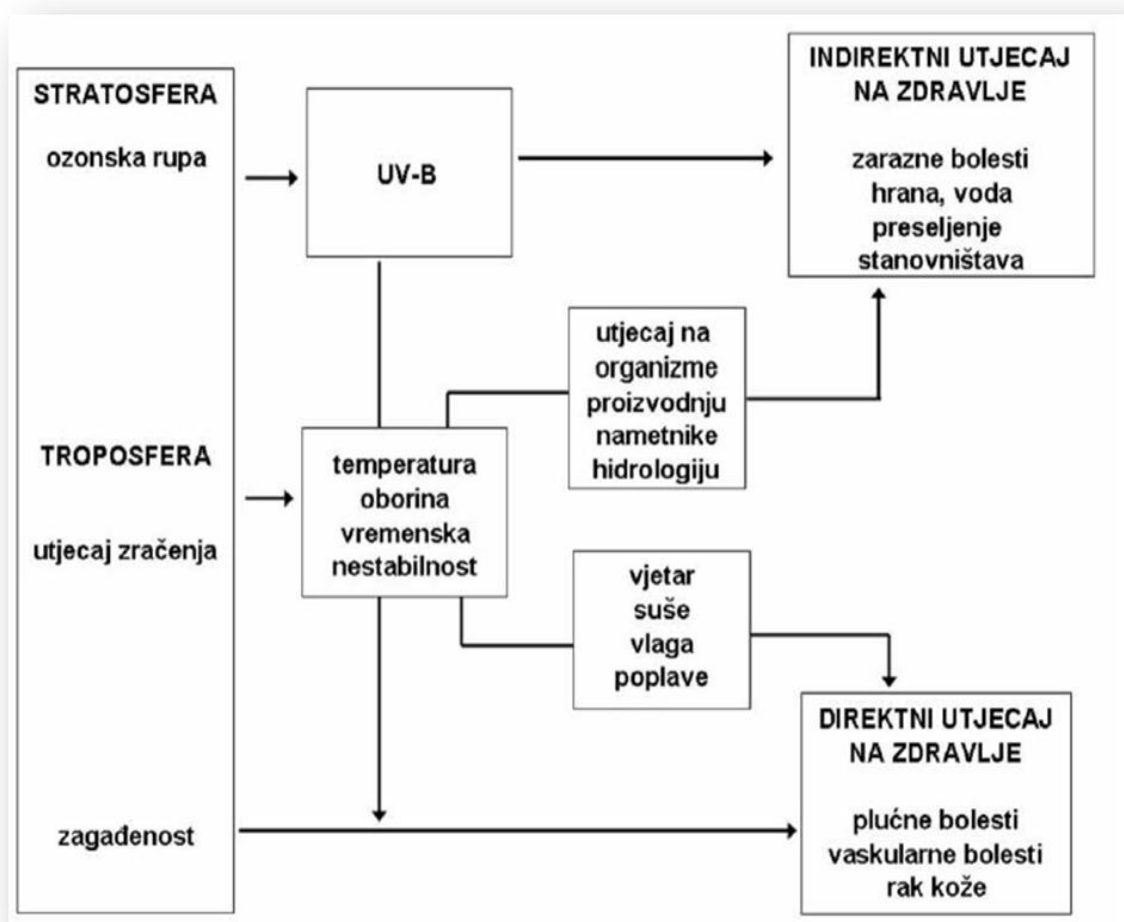 STRATOSFERA
ozonska rupa
TROPOSFERA
utjecaj zračenja
zagađenost
UV-B
temperatura
oborina
vremenska
nestabilnost
utjecaj na
organizme
proizvodnju
nametnike
hidrologiju
vjetar
suše
vlaga
poplave
INDIREKTNI UTJECAJ
NA ZDRAVLJE
zarazne bolesti
hrana, voda
preseljenje
stanovništava
DIREKTNI UTJECAJ
NA ZDRAVLJE
plućne bolesti
vaskularne bolesti
rak kože